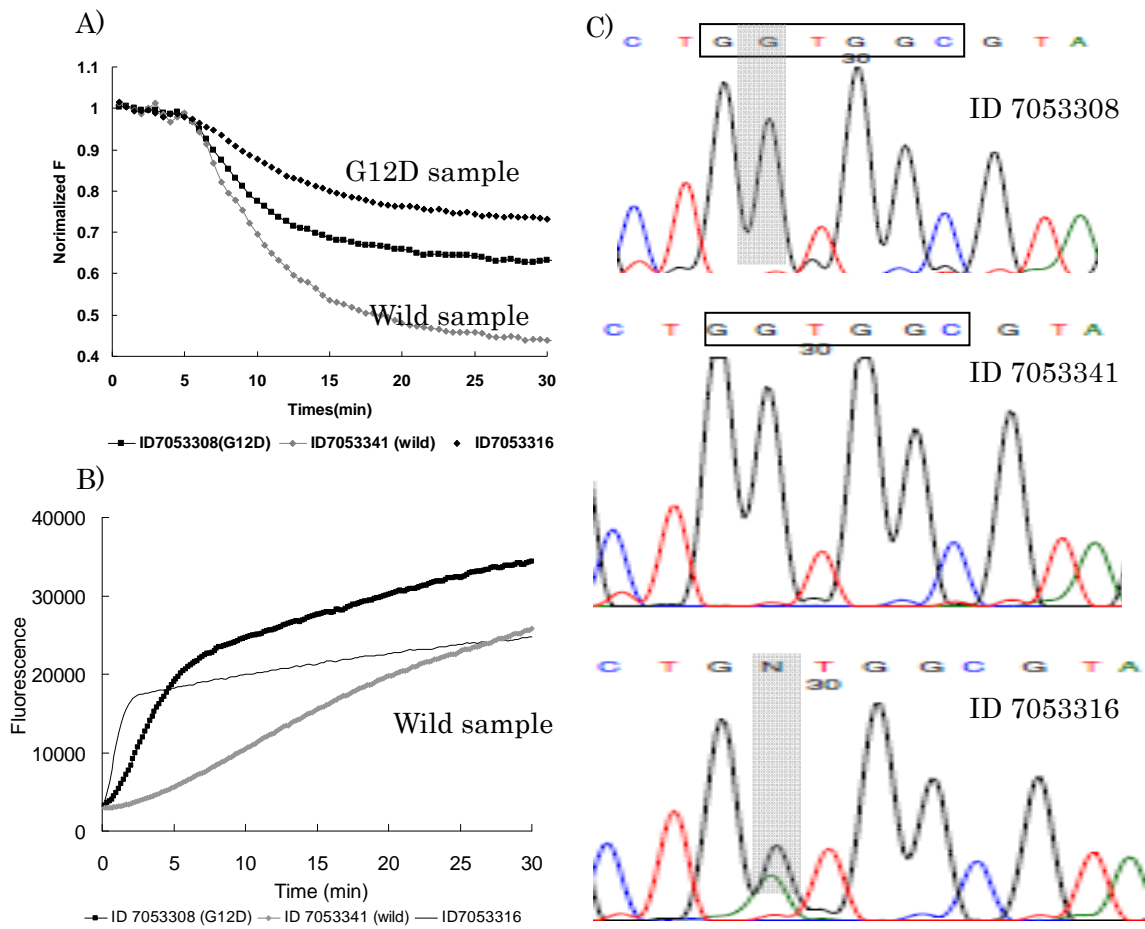 A)
1.1
1
0.9
0.8
0.7
0.6
0.5
0.4
Norimalized F
G12D sample
Wild sample
0 5 10 15 20 25 30
Times(min)
ID7053308(G12D) ID7053341 (wild) ID7053316
B)
40000
30000
20000
10000
0
Fluorescence
Wild sample
0 5 10 15 20 25 30
Time (min)
ID 7053308 (G12D) ID 7053341 (wild) ID7053316
C)
C T G G T G G C G T A
30
ID 7053308
C T G G T G G C G T A
30
ID 7053341
C T G N T G G C G T A
30
ID 7053316